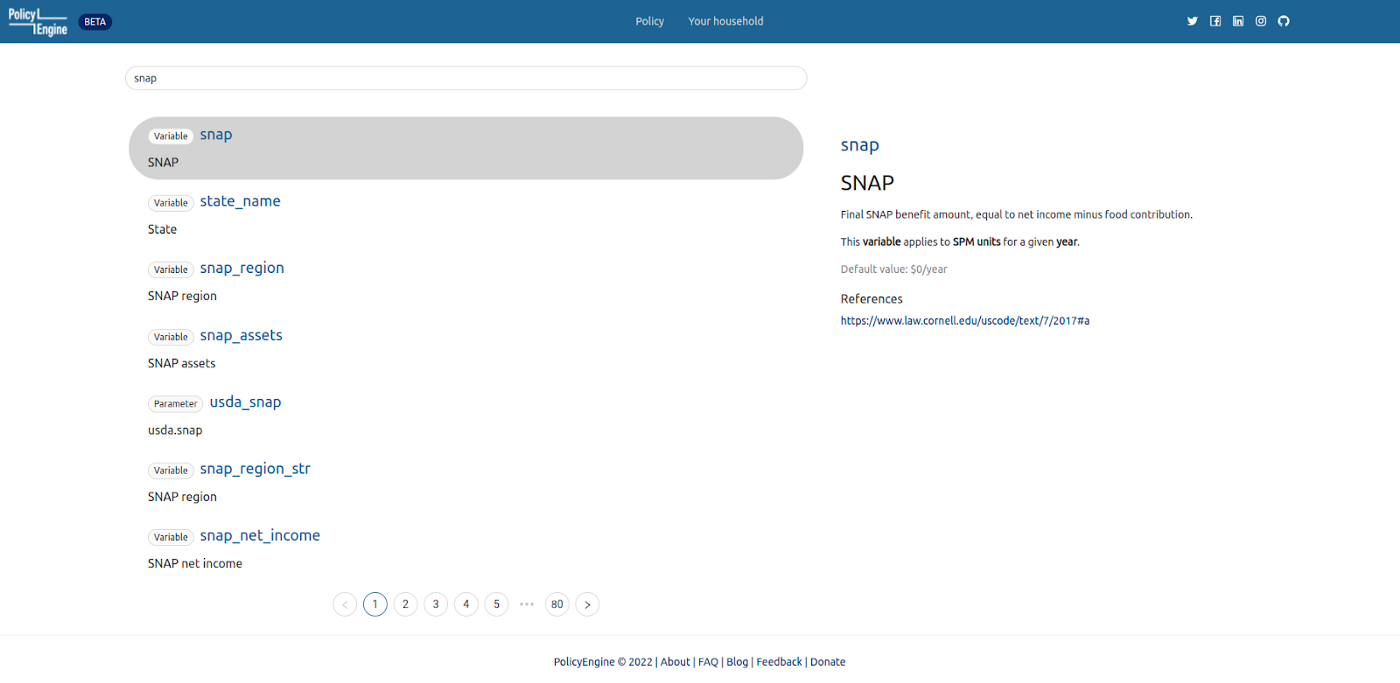 Policy
Engine
BETA
Policy
Your household
snap
Variable snap
SNAP
Variable state_name
State
Variable snap_region
SNAP region
Variable snap_assets
SNAP assets
Parameter usda_snap
usda.snap
Variable snap_region_str
SNAP region
Variable snap_net_income
SNAP net income
< 1 2 3 4 5 ••• 80 >
snap
SNAP
Final SNAP benefit amount, equal to net income minus food contribution.
This variable applies to SPM units for a given year.
Default value: $0/year
References
https://www.law.cornell.edu/uscode/text/7/2017#a
PolicyEngine © 2022 | About | FAQ | Blog | Feedback | Donate